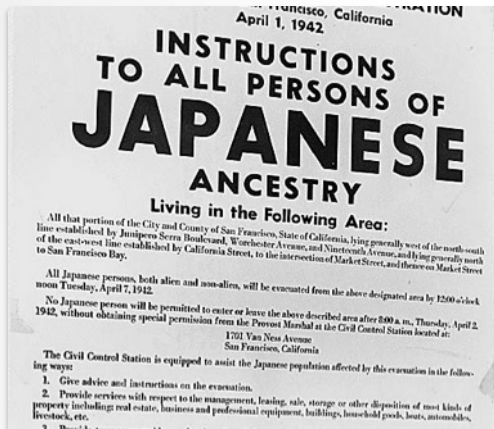 Francisco, California
April 1, 1942
INSTRUCTIONS
TO ALL PERSONS OF
JAPANESE
ANCESTRY
Living in the Following Area:
All that portion of the City and County of San Francisco, State of California, lying generally west of the north-south
line established by Junipero Serra Boulevard, Worchester Avenue, and Nineteenth Avenue, and lying generally north
of the east-west line established by California Street, to the intersection of Market Street, and thence on Market Street
to San Francisco Bay.
All Japanese persons, both alien and non-alien, will be evacuated from the above designated area by 12:00 o'clock
noon Tuesday, April 7, 1942.
No Japanese person will be permitted to enter or leave the above described area after 8:00 a. m., Thursday, April 2,
1942, without obtaining special permission from the Provost Marshal at the Civil Control Station located at:
1701 Van Ness Avenue
San Francisco, California
The Civil Control Station is equipped to assist the Japanese population affected by this evacuation in the follow-
ing ways:
1. Give advice and instructions on the evacuation.
2. Provide services with respect to the management, leasing, sale, storage or other disposition of most kinds of
property including: real estate, business and professional equipment, buildings, household goods, boats, automobiles,
livestock, etc.